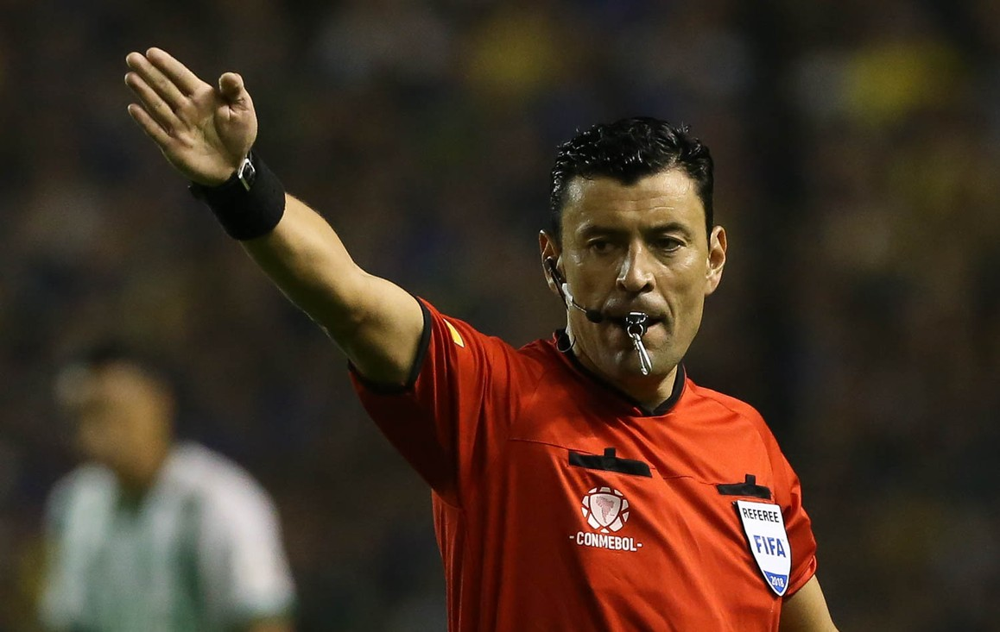 -CONMEBOL-
REFEREE
FIFA
2018